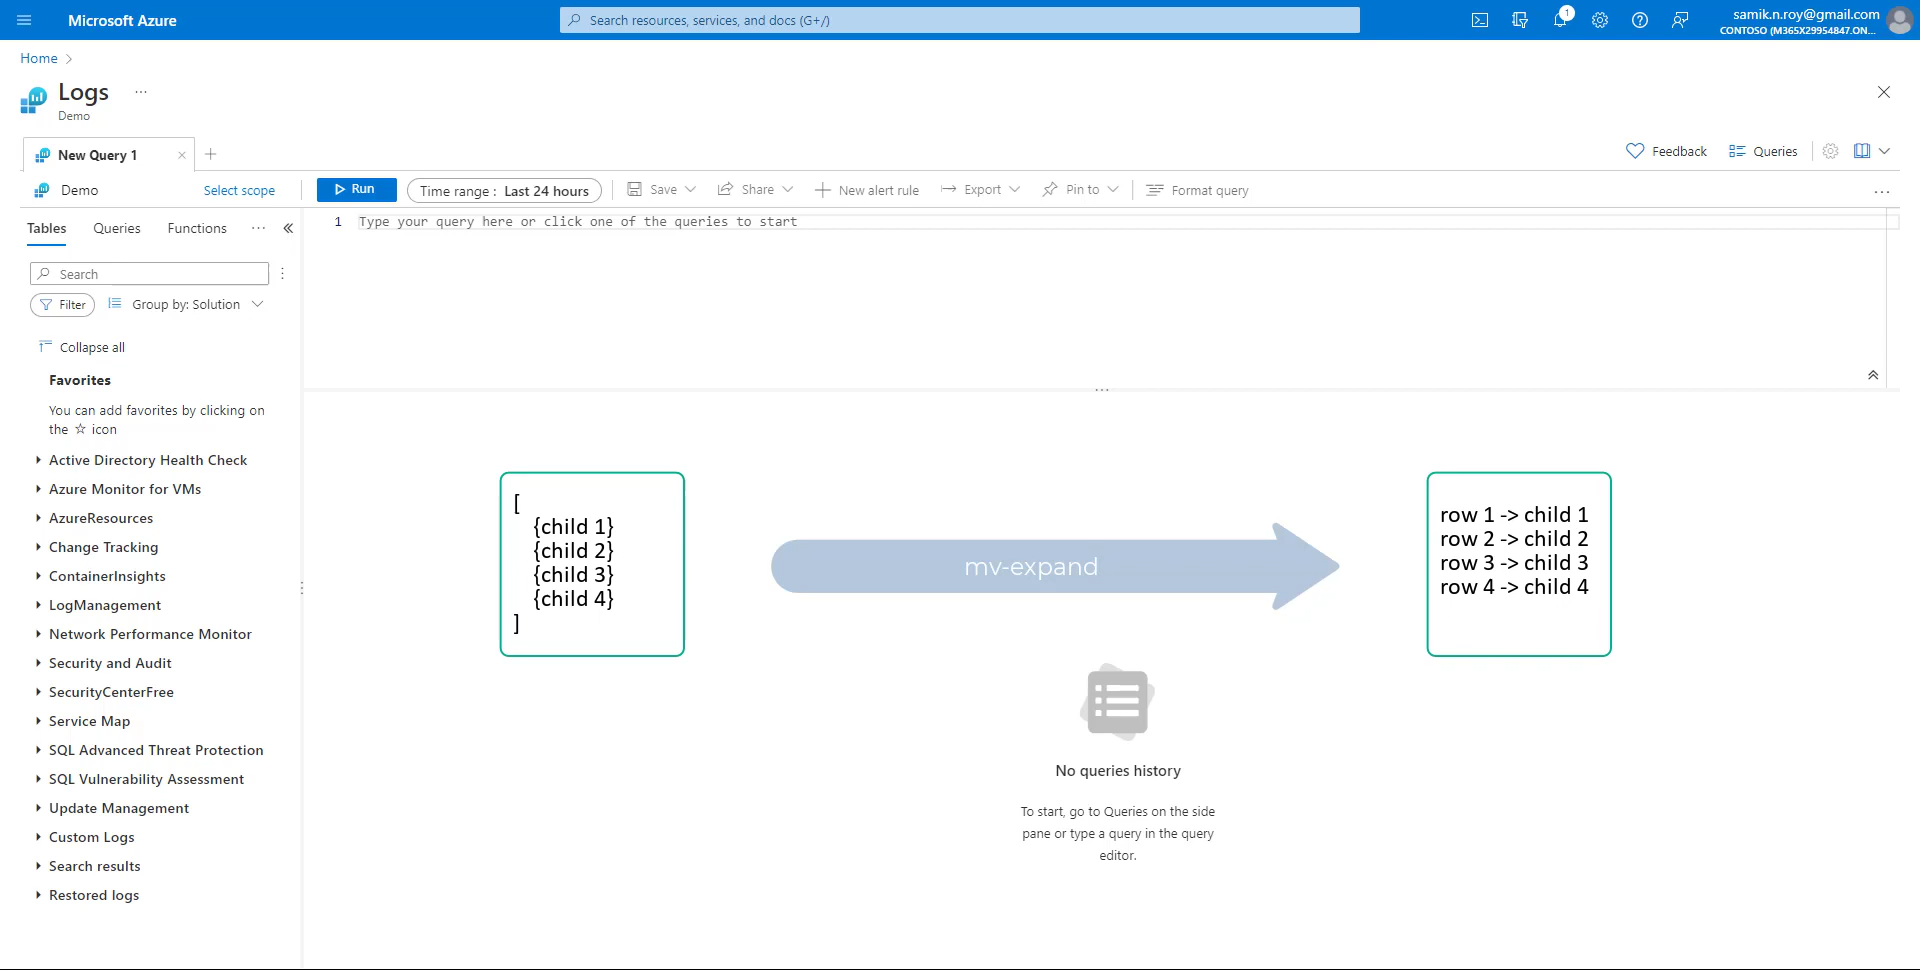 Microsoft Azure
Search resources, services, and docs (G+/)
1
samik.n.roy@gmail.com
CONTOSO (M365X29954847.ON...
Home
Logs
...
Demo
New Query 1
Feedback
Queries
Demo
Select scope
Run
Time range : Last 24 hours
Save
Share
New alert rule
Export
Pin to
Format query
...
Tables
Queries
Functions
...
1
Type your query here or click one of the queries to start
Search
Filter
Group by: Solution
Collapse all
Favorites
You can add favorites by clicking on
the ☆ icon
Active Directory Health Check
Azure Monitor for VMs
AzureResources
Change Tracking
ContainerInsights
LogManagement
Network Performance Monitor
Security and Audit
SecurityCenterFree
Service Map
SQL Advanced Threat Protection
SQL Vulnerability Assessment
Update Management
Custom Logs
Search results
Restored logs
[
{child 1}
{child 2}
{child 3}
{child 4}
]
mv-expand
row 1 -> child 1
row 2 -> child 2
row 3 -> child 3
row 4 -> child 4
No queries history
To start, go to Queries on the side
pane or type a query in the query
editor.